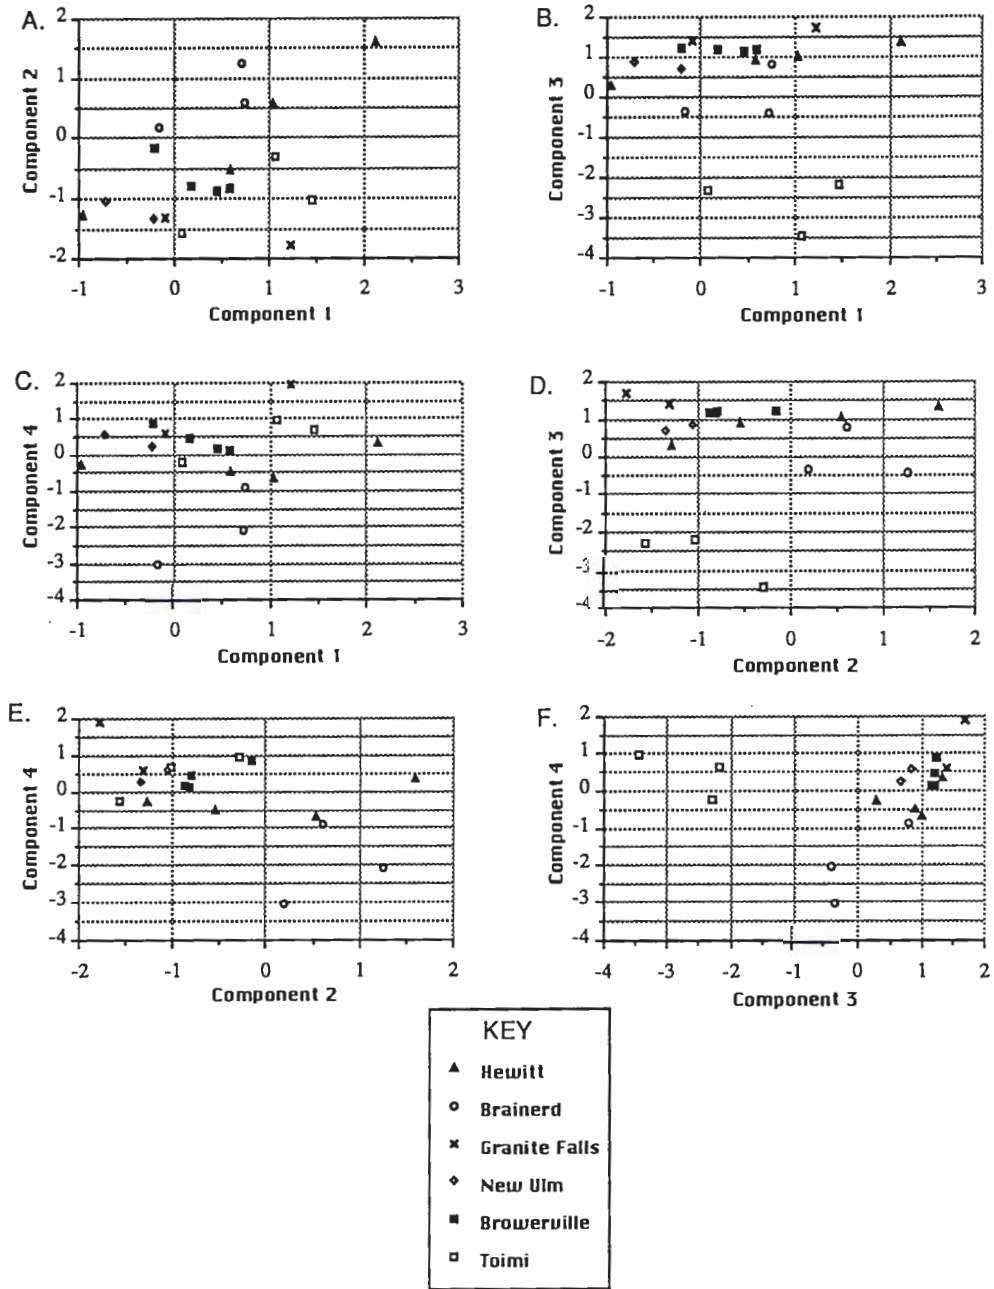 A.
2
1
0
-1
-2
Component 2
-1 0 1 2 3
Component 1
B.
2
1
0
-1
-2
-3
-4
Component 3
-1 0 1 2 3
Component 1
C.
2
1
0
-1
-2
-3
-4
Component 4
-1 0 1 2 3
Component 1
D.
2
1
0
-1
-2
-3
-4
Component 3
-2 -1 0 1 2
Component 2
E.
2
1
0
-1
-2
-3
-4
Component 4
-2 -1 0 1 2
Component 2
F.
2
1
0
-1
-2
-3
-4
Component 4
-4 -3 -2 -1 0 1 2
Component 3
KEY
Hewitt
Brainerd
Granite Falls
New Ulm
Browerville
Toimi